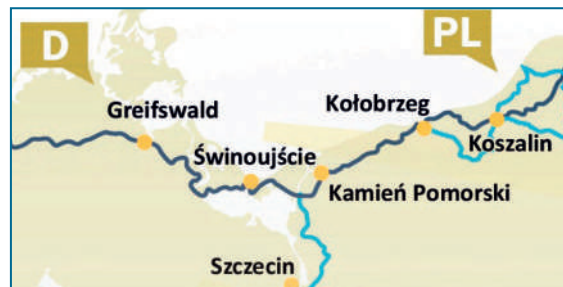 D
PL
Greifswald
Kołobrzeg
Świnoujście
Koszalin
Kamień Pomorski
Szczecin